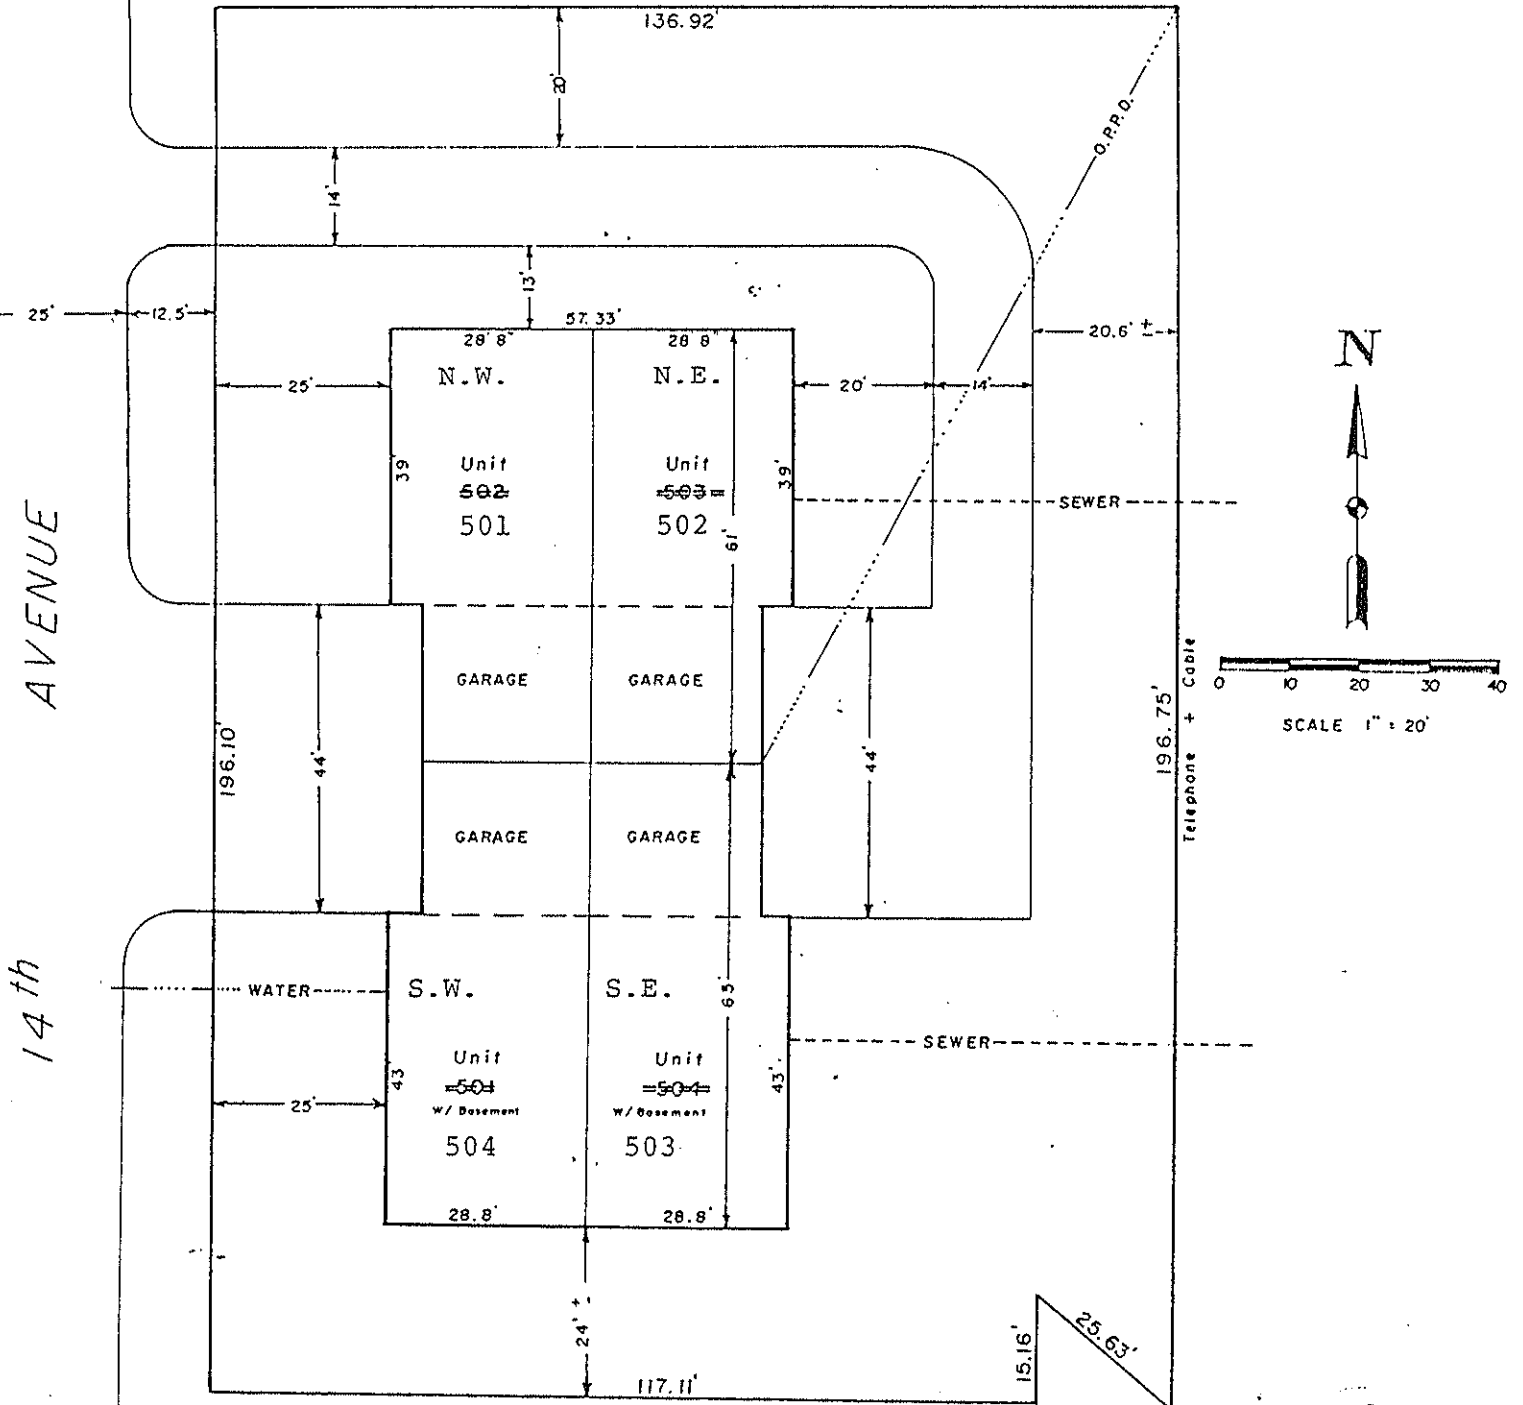 136.92'
20'
O.P.P.D.
14'
13'
25'
12.5'
57.33'
28' 8"
28' 8"
20.6' ±
N
N.W.
N.E.
25'
20'
14'
39'
Unit
502
501
Unit
503
502
39'
61'
SEWER
AVENUE
GARAGE
GARAGE
196.10'
44'
44'
196.75'
Telephone + Cable
0 10 20 30 40
SCALE 1" = 20'
GARAGE
GARAGE
14th
WATER
S.W.
S.E.
SEWER
43'
Unit
501
W/ Basement
504
Unit
504
W/ Basement
503
43'
25'
28.8'
28.8'
24' ±
15.16'
25.63'
117.11'